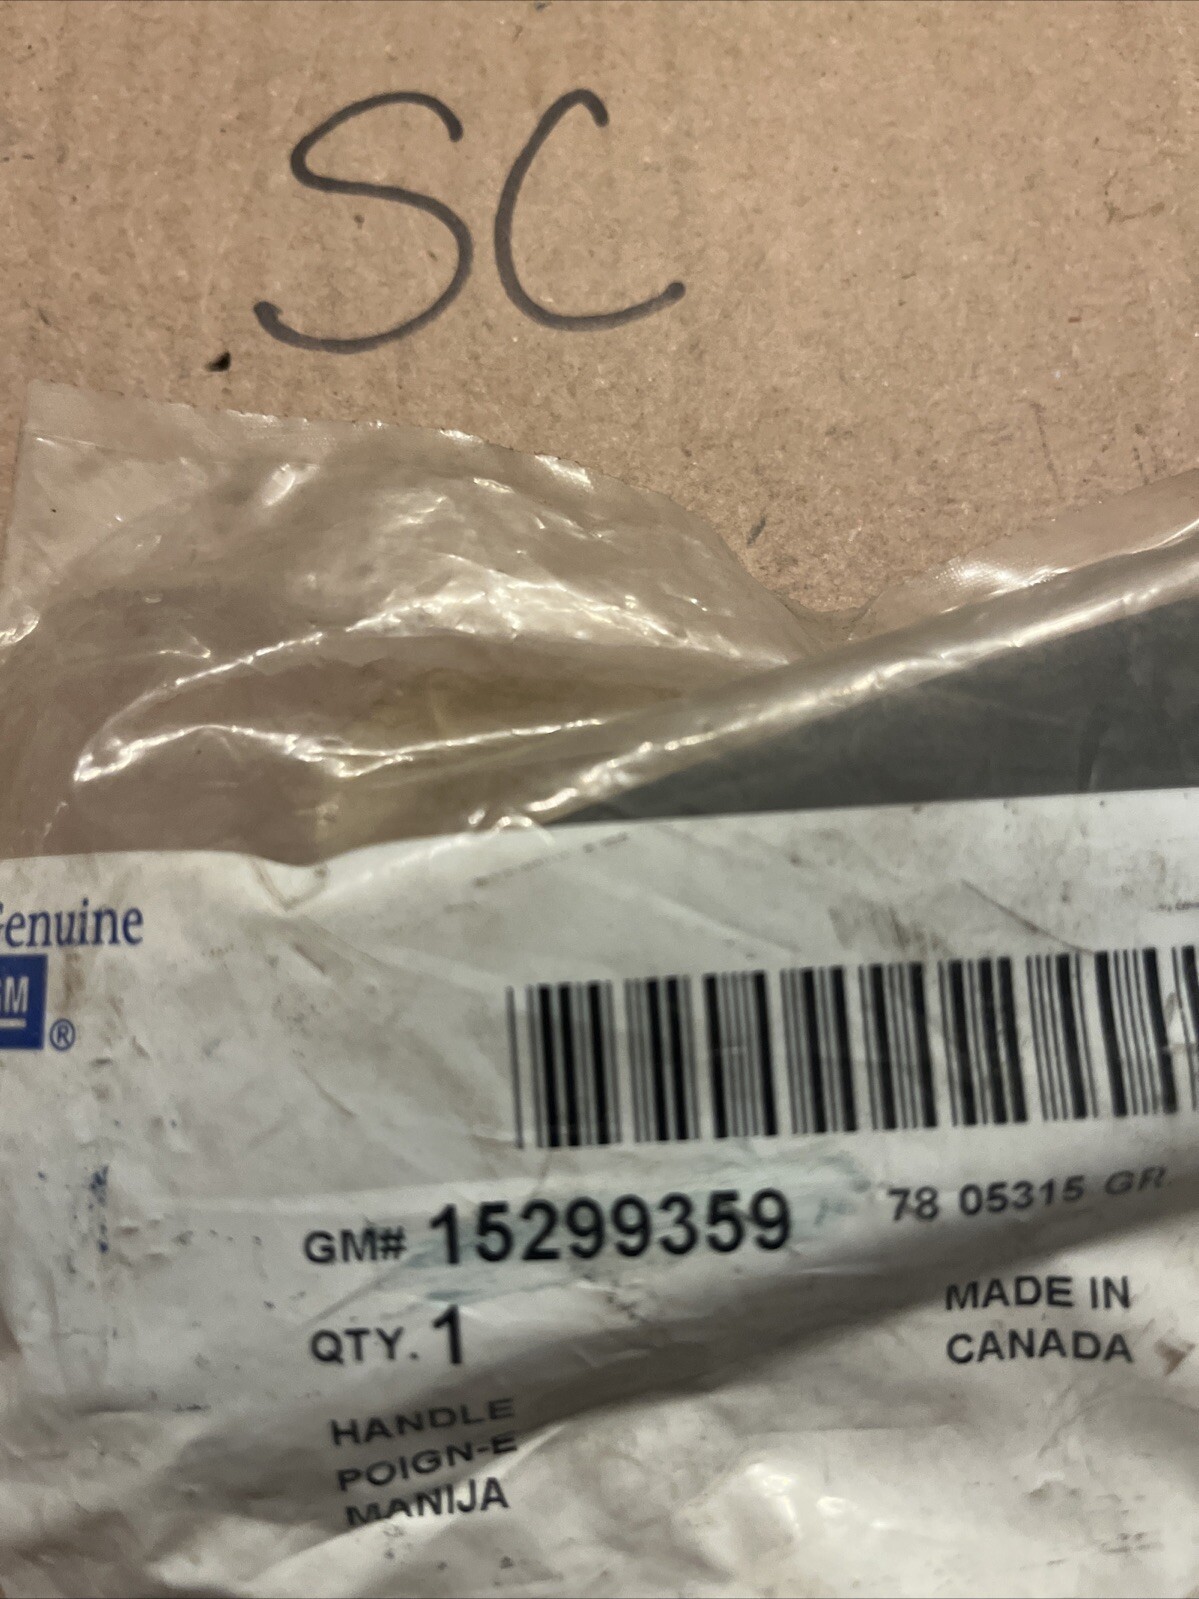 SC
Genuine
GM
®
GM# 15299359
78 05315 GR.
QTY. 1
MADE IN
CANADA
HANDLE
POIGN-E
MANIJA